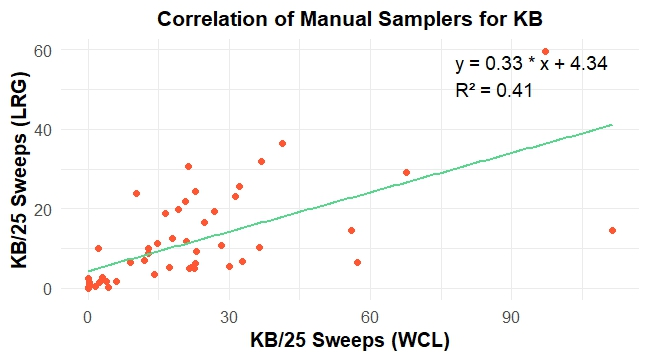 Correlation of Manual Samplers for KB
60
y = 0.33 * x + 4.34
R² = 0.41
40
20
0
KB/25 Sweeps (LRG)
0 30 60 90
KB/25 Sweeps (WCL)